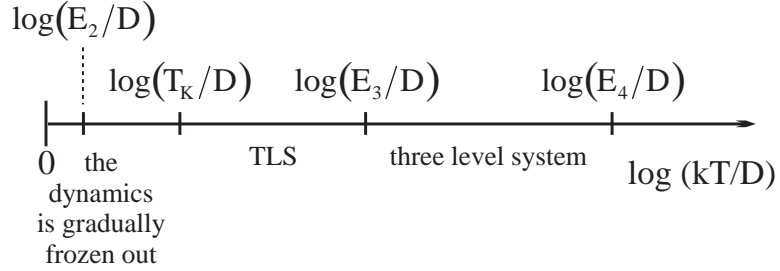 log(E₂/D)
log(T_K/D) log(E₃/D) log(E₄/D)
0 the TLS three level system log (kT/D)
dynamics
is gradually
frozen out